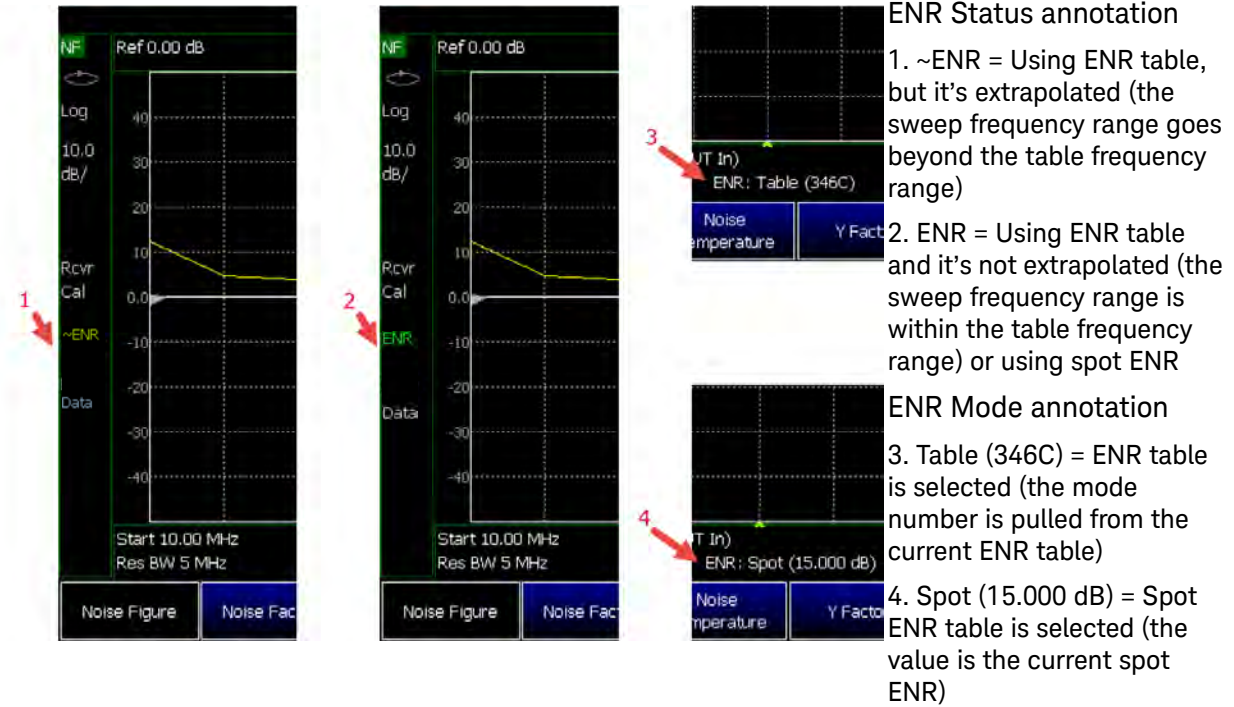 NF
Ref 0.00 dB
Log
10.0
dB/
40
30
20
10
Rcvr
Cal
0.0
1
~ENR
-10
-20
Data
-30
-40
Start 10.00 MHz
Res BW 5 MHz
Noise Figure
Noise Fac
NF
Ref 0.00 dB
Log
10.0
dB/
40
30
20
10
Rcvr
Cal
0.0
2
ENR
-10
-20
Data
-30
-40
Start 10.00 MHz
Res BW 5 MHz
Noise Figure
Noise Fac
3
UT In)
ENR: Table (346C)
Noise
emperature
Y Fact
4
T In)
ENR: Spot (15.000 dB)
Noise
mperature
Y Facto
ENR Status annotation
1. ~ENR = Using ENR table,
but it’s extrapolated (the
sweep frequency range goes
beyond the table frequency
range)
2. ENR = Using ENR table
and it’s not extrapolated (the
sweep frequency range is
within the table frequency
range) or using spot ENR
ENR Mode annotation
3. Table (346C) = ENR table
is selected (the mode
number is pulled from the
current ENR table)
4. Spot (15.000 dB) = Spot
ENR table is selected (the
value is the current spot
ENR)